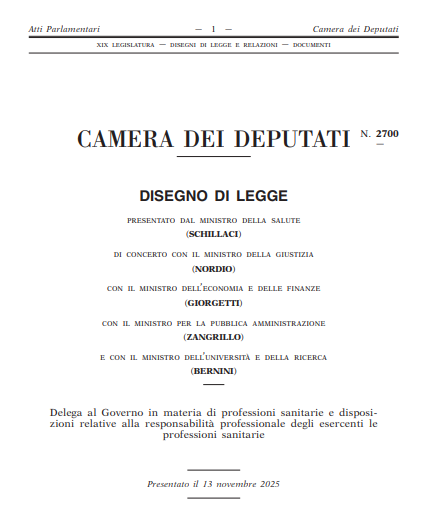 Atti Parlamentari — 1 — Camera dei Deputati
XIX LEGISLATURA — DISEGNI DI LEGGE E RELAZIONI — DOCUMENTI
CAMERA DEI DEPUTATI N. 2700
—
DISEGNO DI LEGGE
PRESENTATO DAL MINISTRO DELLA SALUTE
(SCHILLACI)
DI CONCERTO CON IL MINISTRO DELLA GIUSTIZIA
(NORDIO)
CON IL MINISTRO DELL'ECONOMIA E DELLE FINANZE
(GIORGETTI)
CON IL MINISTRO PER LA PUBBLICA AMMINISTRAZIONE
(ZANGRILLO)
E CON IL MINISTRO DELL'UNIVERSITÀ E DELLA RICERCA
(BERNINI)
Delega al Governo in materia di professioni sanitarie e disposi-
zioni relative alla responsabilità professionale degli esercenti le
professioni sanitarie
Presentato il 13 novembre 2025